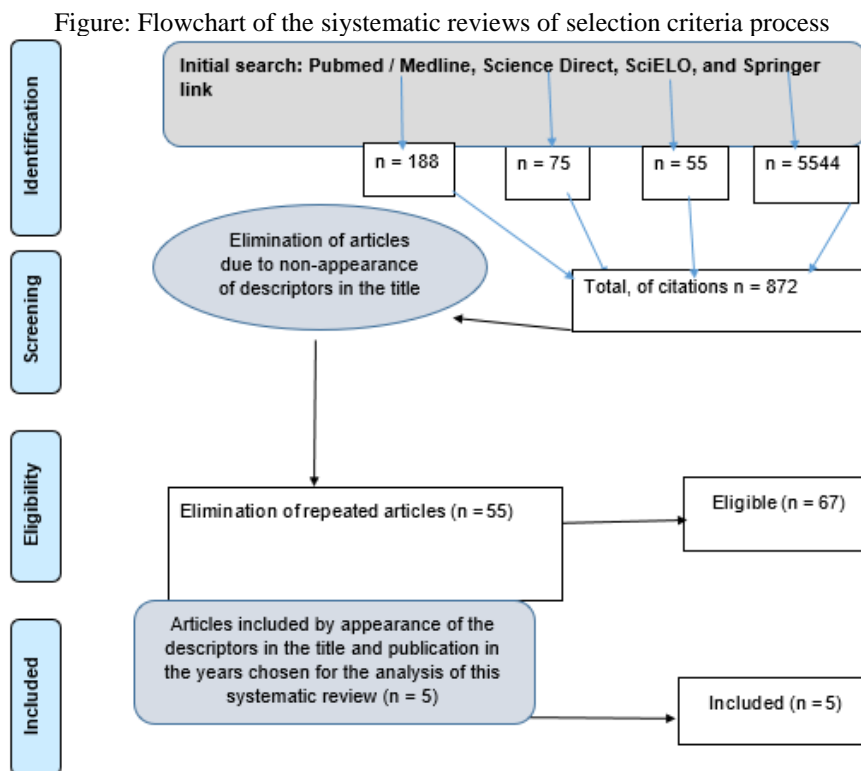 Figure: Flowchart of the siystematic reviews of selection criteria process
Identification
Initial search: Pubmed / Medline, Science Direct, SciELO, and Springer
link
n = 188
n = 75
n = 55
n = 5544
Screening
Elimination of articles
due to non-appearance
of descriptors in the title
Total, of citations n = 872
Eligibility
Elimination of repeated articles (n = 55)
Eligible (n = 67)
Included
Articles included by appearance of the
descriptors in the title and publication in
the years chosen for the analysis of this
systematic review (n = 5)
Included (n = 5)